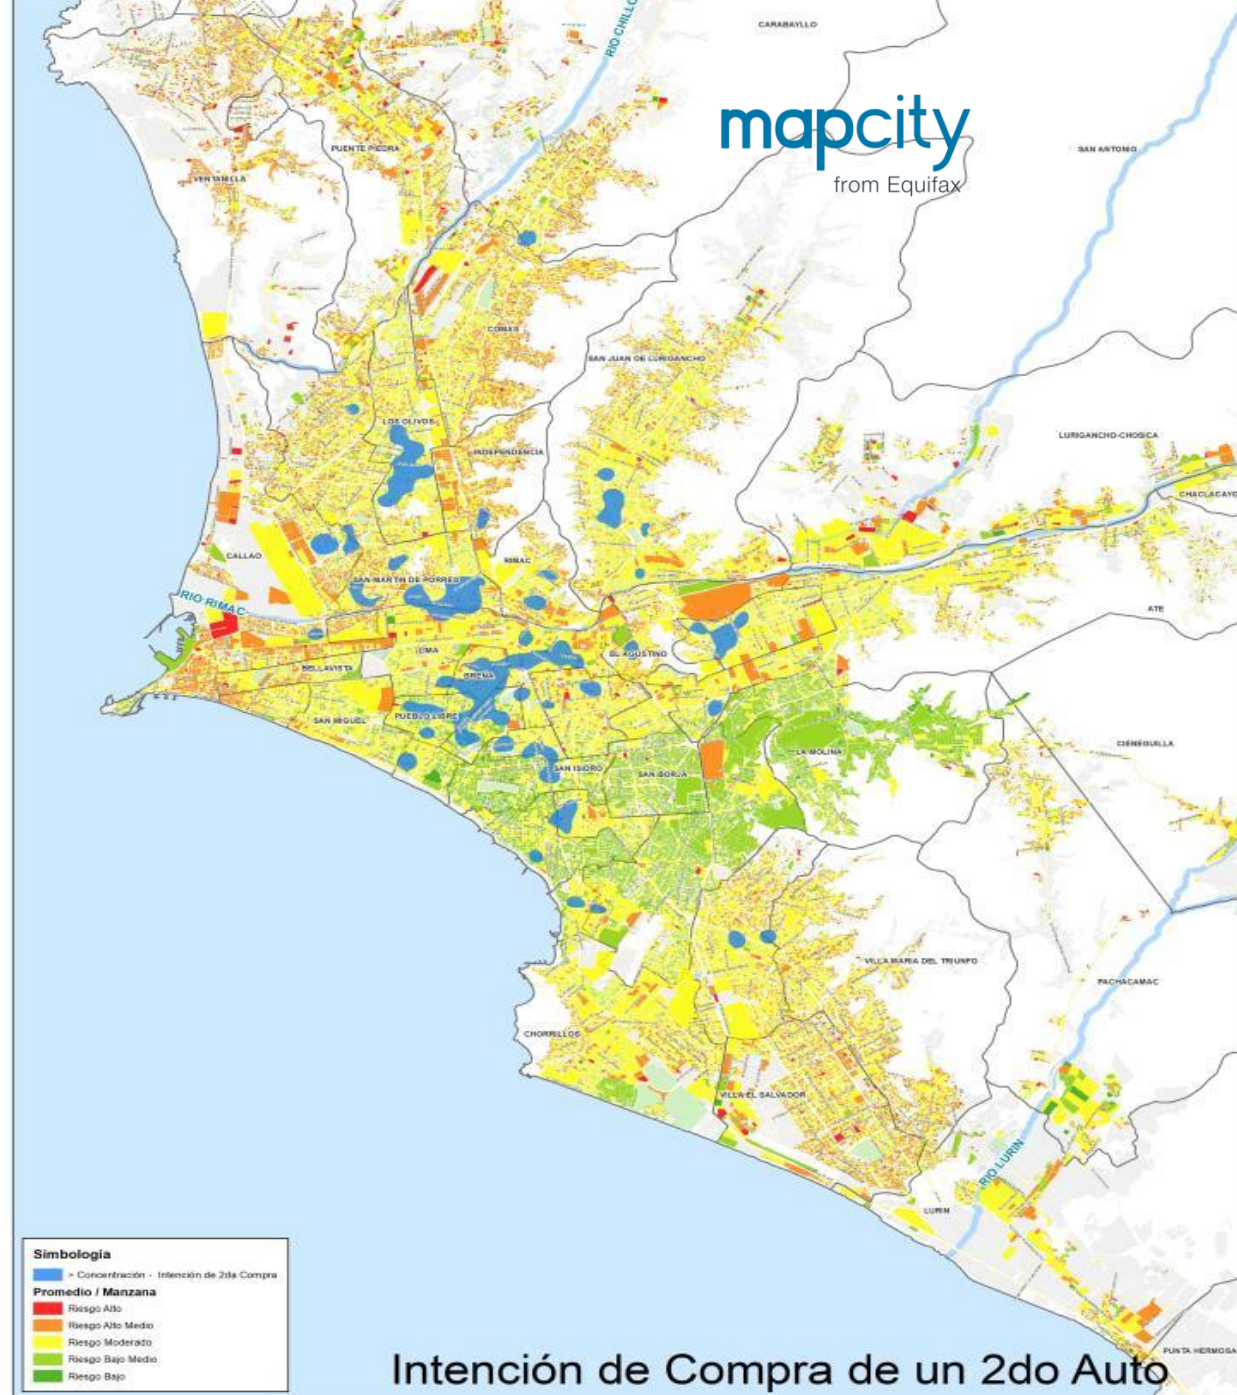 RIO CHILLO
CARABAYLLO
mapcity
from Equifax
SAN ANTONIO
PUENTE PIEDRA
VENTANILLA
COMAS
SAN JUAN DE LURIGANCHO
LOS OLIVOS
INDEPENDENCIA
LURIGANCHO-CHOSICA
CHACLACAYO
CALLAO
RIMAC
SAN MARTIN DE PORRES
RIO RIMAC
ATE
LIMA
EL AGUSTINO
BELLAVISTA
BREÑA
SAN MIGUEL
PUEBLO LIBRE
CIENEGUILLA
LA MOLINA
SAN ISIDRO
SAN BORJA
VILLA MARIA DEL TRIUNFO
PACHACAMAC
CHORRILLOS
VILLA EL SALVADOR
RIO LURIN
LURIN
PUNTA HERMOSA
Simbología
> Concentración - Intención de 2da Compra
Promedio / Manzana
Riesgo Alto
Riesgo Alto Medio
Riesgo Moderado
Riesgo Bajo Medio
Riesgo Bajo
Intención de Compra de un 2do Auto